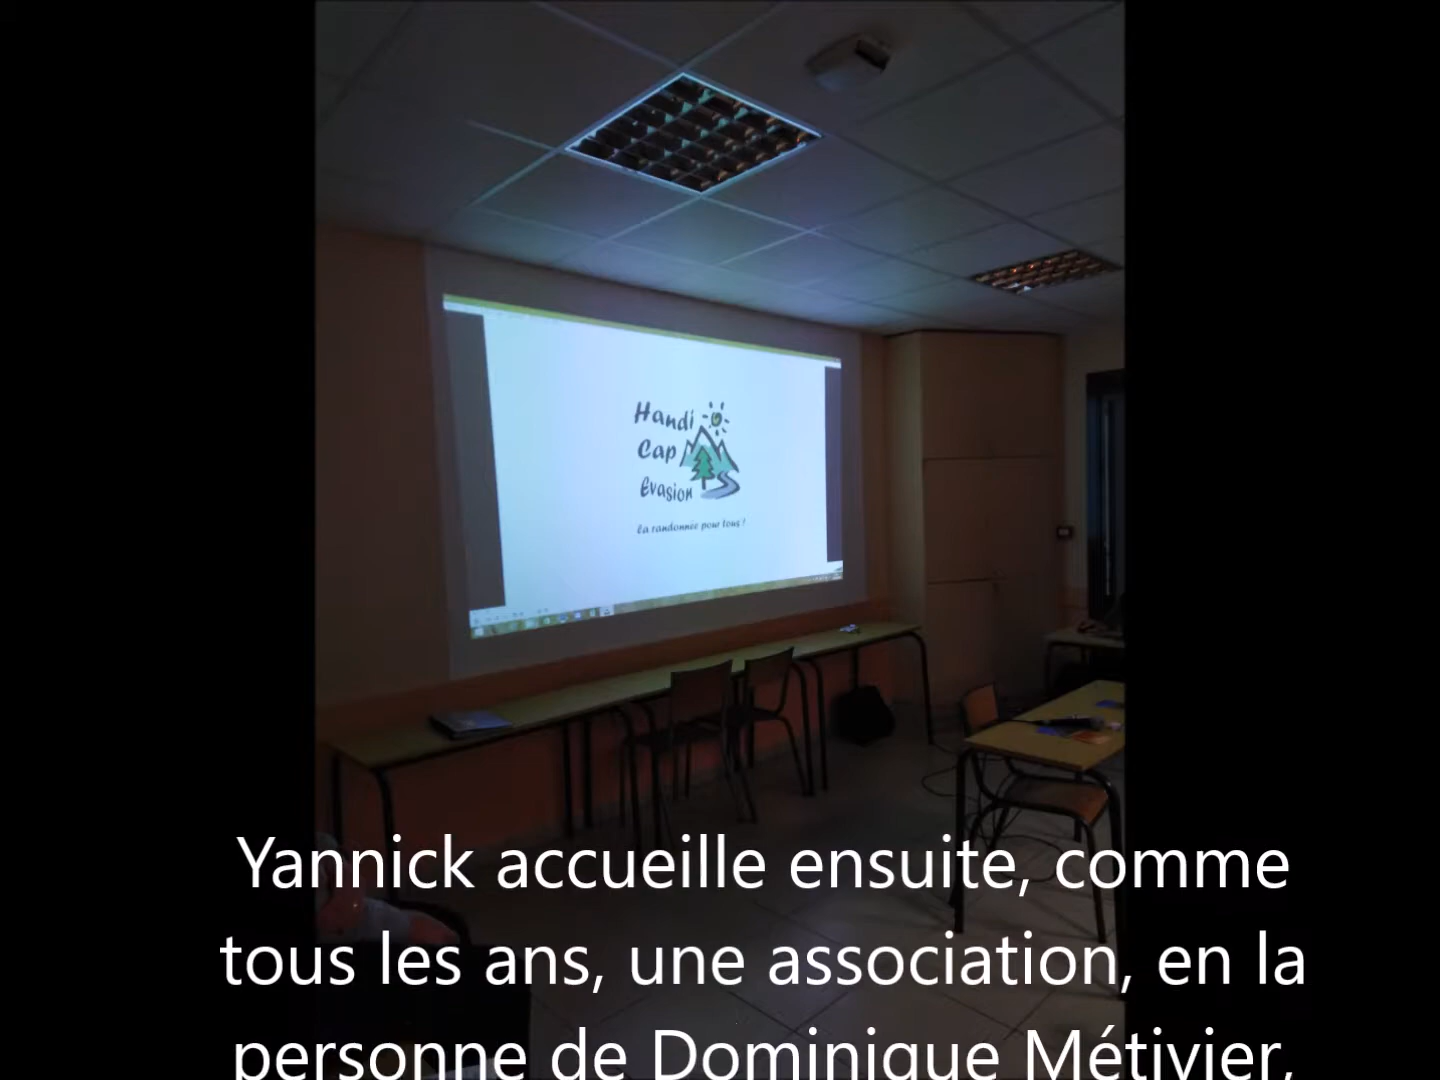 Handi
Cap
Evasion
la randonnée pour tous !
Yannick accueille ensuite, comme
tous les ans, une association, en la
personne de Dominique Métivier,